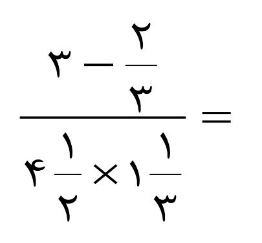 ۳ − ۲/۳
۴ ۱/۲ × ۱ ۱/۳ =